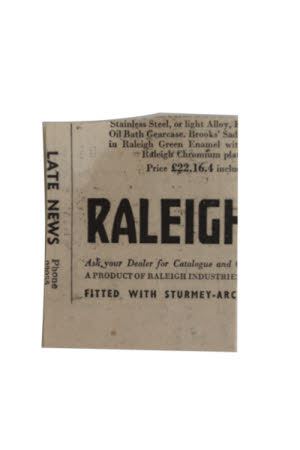 Stainless Steel, or light Alloy,
Oil Bath Gearcase. Brooks' Sad
in Raleigh Green Enamel wit
Raleigh Chromium pla
Price £22.16.4 inclu
RALEIGH
Ask your Dealer for Catalogue and
A PRODUCT OF RALEIGH INDUSTRIE
FITTED WITH STURMEY-ARC
LATE NEWS
Phone